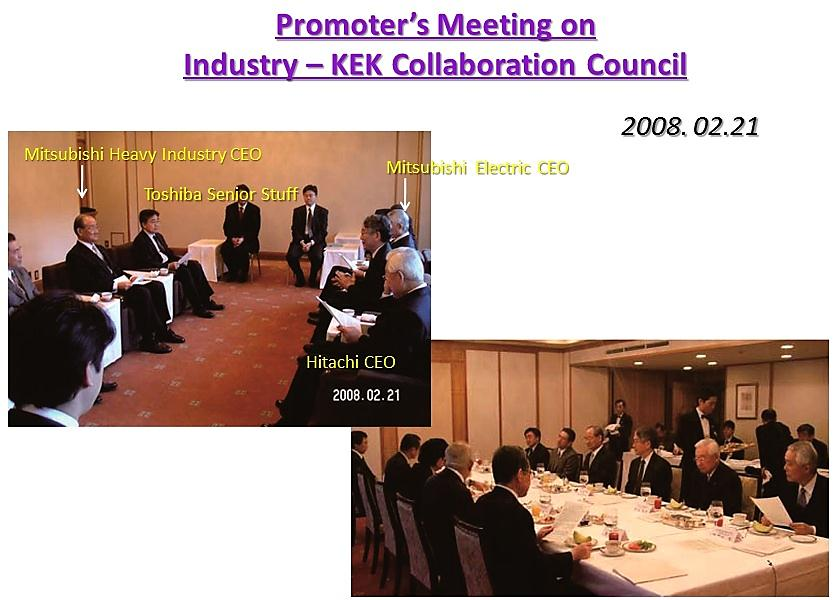 Promoter's Meeting on
Industry – KEK Collaboration Council
2008. 02.21
Mitsubishi Heavy Industry CEO
Mitsubishi Electric CEO
Toshiba Senior Stuff
Hitachi CEO
2008.02.21